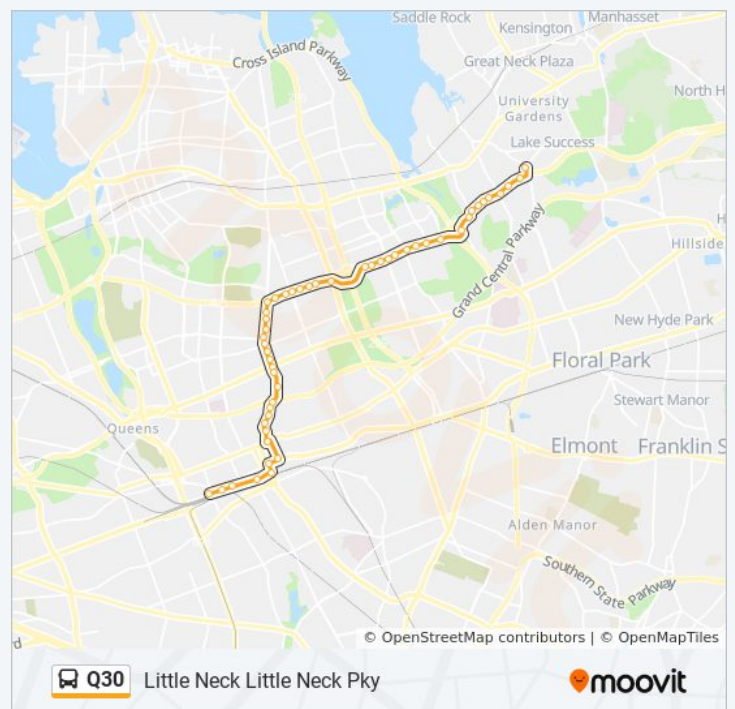 Saddle Rock
Manhasset
Kensington
Cross Island Parkway
Great Neck Plaza
North H
University
Gardens
Lake Success
Grand Central Parkway
H
Hillside
New Hyde Park
Floral Park
Stewart Manor
Queens
Elmont
Franklin S
Alden Manor
Southern State Parkway
d
© OpenStreetMap contributors | © OpenMapTiles
Q30 Little Neck Little Neck Pky
moovit